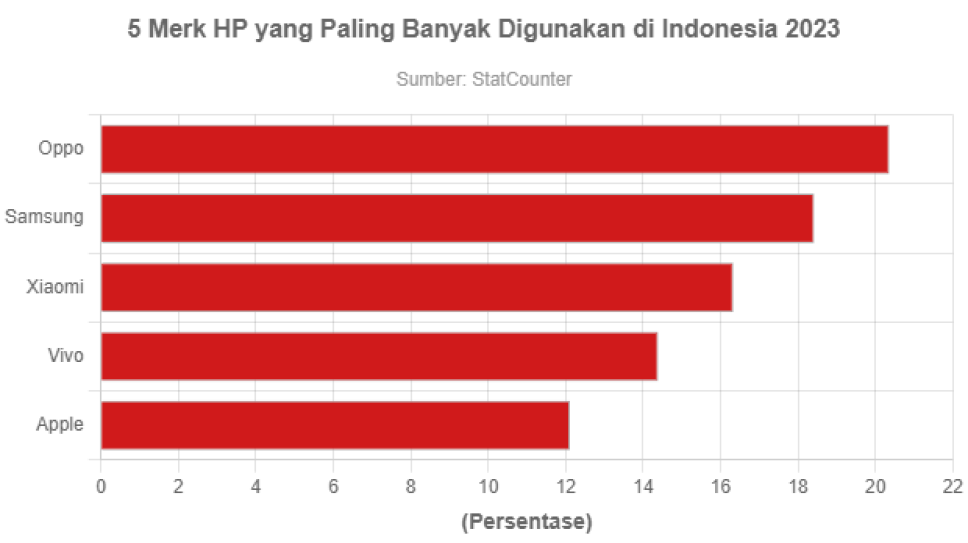 5 Merk HP yang Paling Banyak Digunakan di Indonesia 2023
Sumber: StatCounter
Oppo
Samsung
Xiaomi
Vivo
Apple
0 2 4 6 8 10 12 14 16 18 20 22
(Persentase)